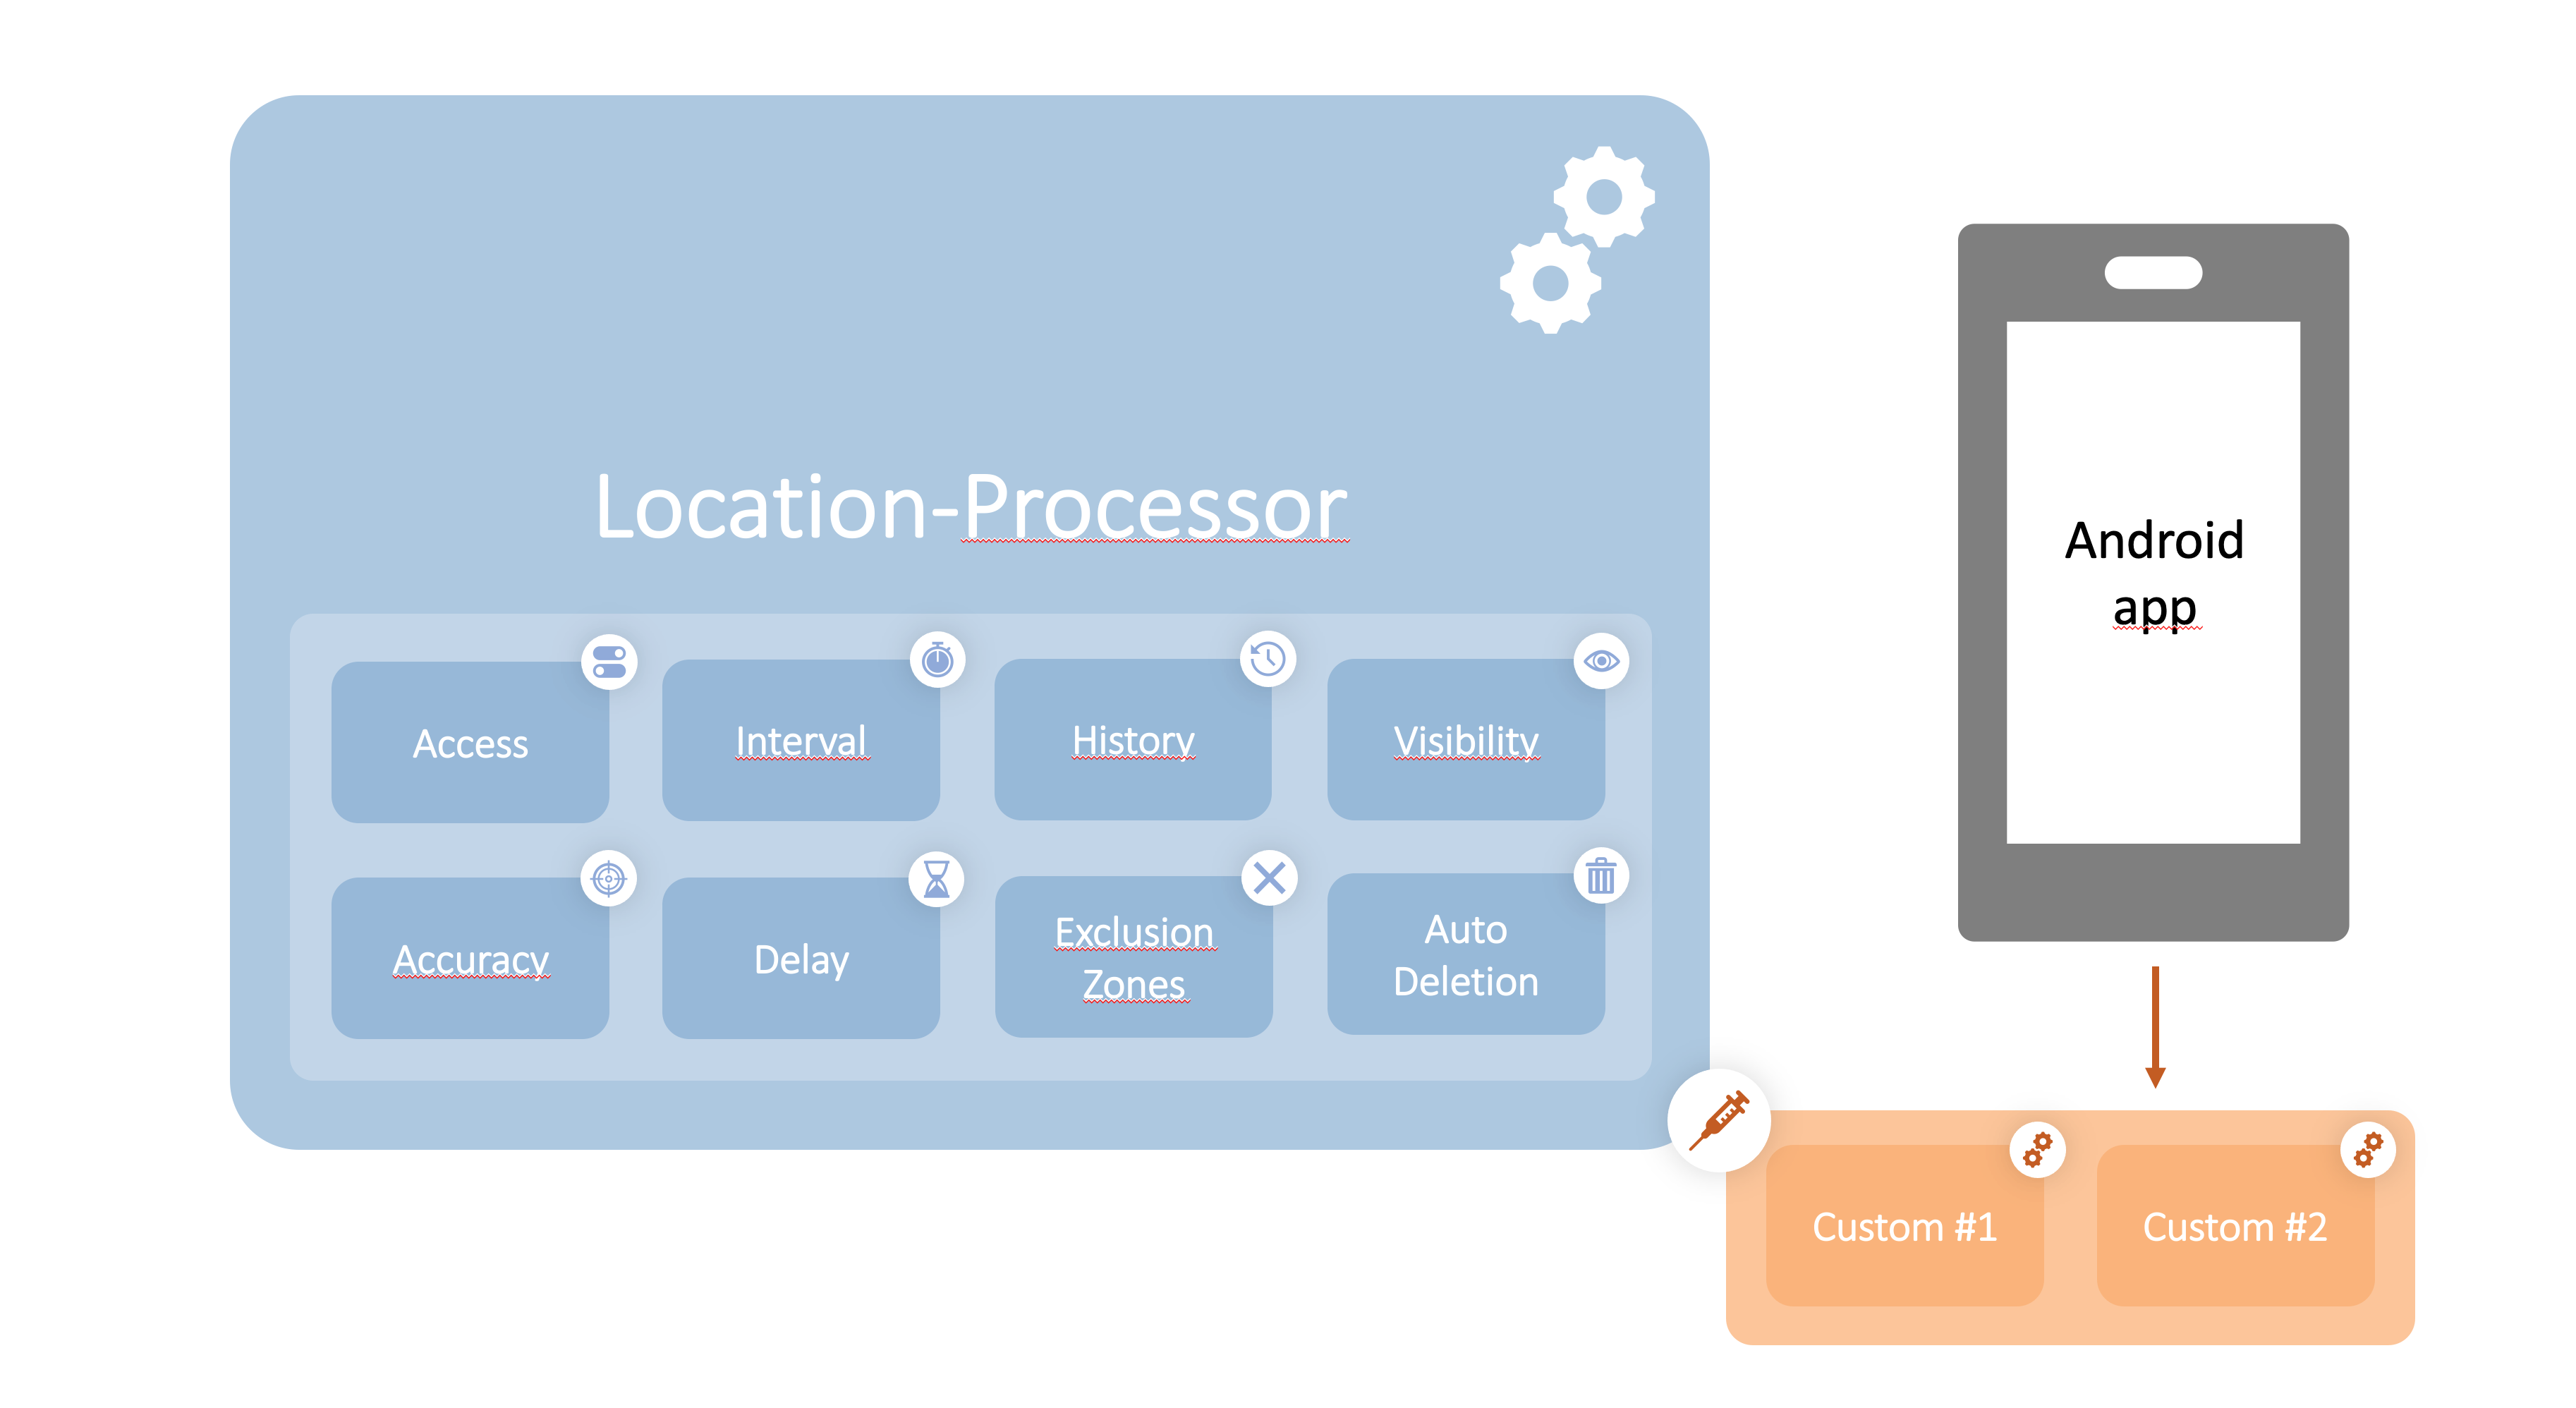 Location-Processor
Access
Interval
History
Visibility
Accuracy
Delay
Exclusion
Zones
Auto
Deletion
Android
app
Custom #1
Custom #2